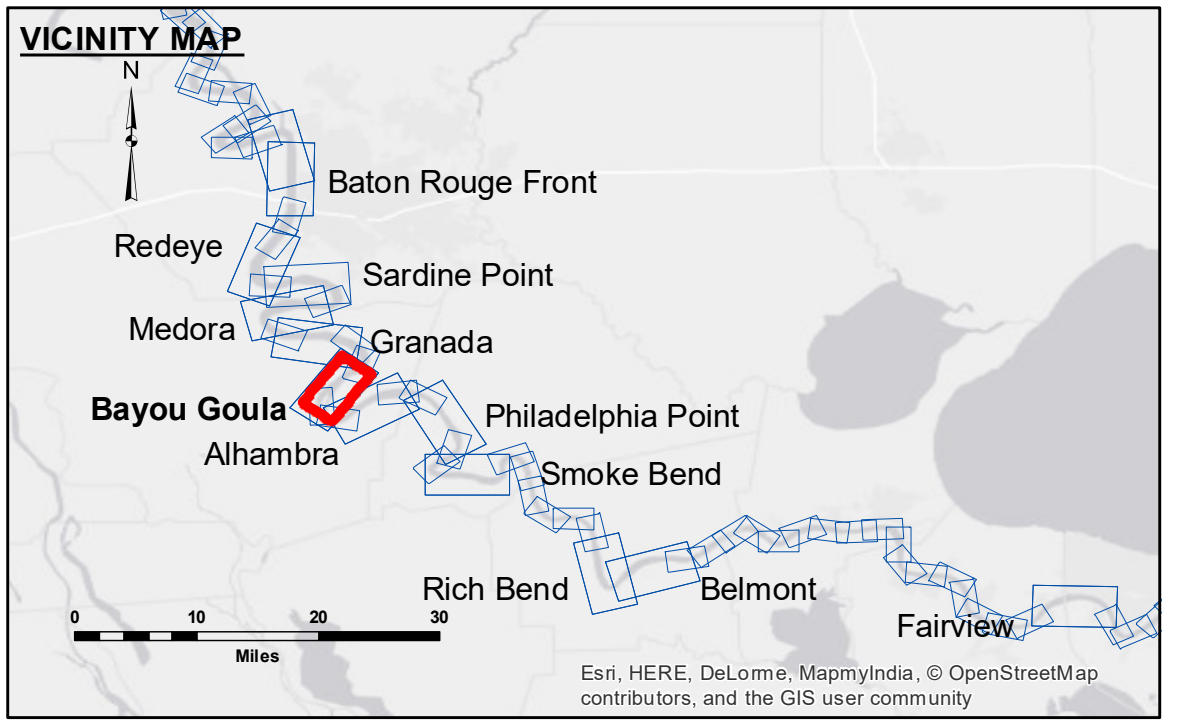 VICINITY MAP
N
Baton Rouge Front
Redeye
Sardine Point
Medora
Granada
Bayou Goula
Philadelphia Point
Alhambra
Smoke Bend
Rich Bend
Belmont
Fairview
0 10 20 30
Miles
Esri, HERE, DeLorme, MapmyIndia, © OpenStreetMap
contributors, and the GIS user community